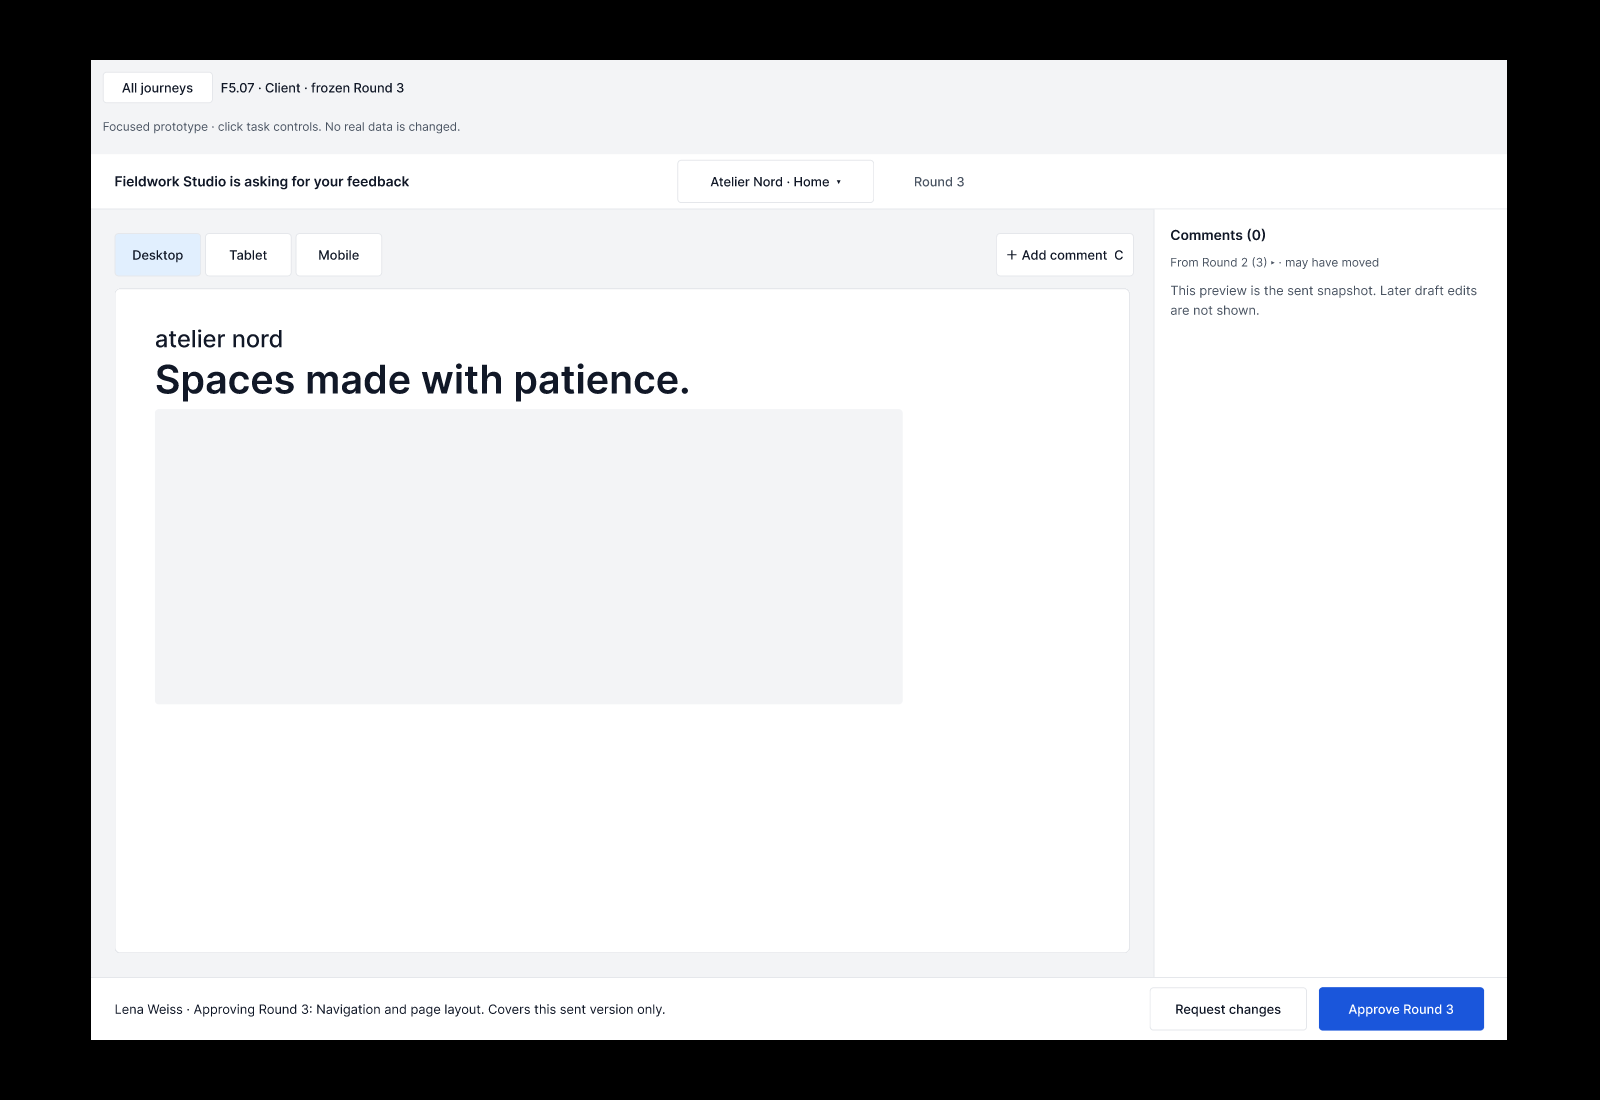 All journeys
F5.07 · Client · frozen Round 3
Focused prototype · click task controls. No real data is changed.
Fieldwork Studio is asking for your feedback
Atelier Nord · Home ▾
Round 3
Desktop
Tablet
Mobile
+ Add comment C
atelier nord
Spaces made with patience.
Comments (0)
From Round 2 (3) ▸ · may have moved
This preview is the sent snapshot. Later draft edits
are not shown.
Lena Weiss · Approving Round 3: Navigation and page layout. Covers this sent version only.
Request changes
Approve Round 3